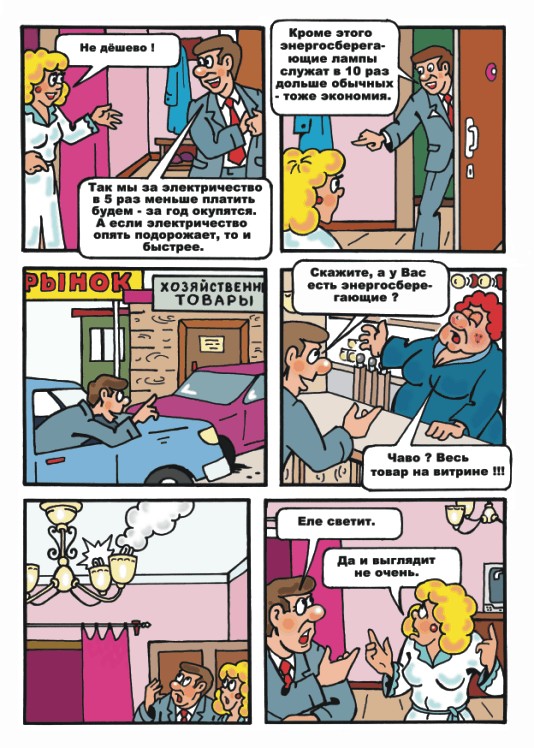 Не дёшево !
Так мы за электричество
в 5 раз меньше платить
будем - за год окупятся.
А если электричество
опять подорожает, то и
быстрее.
Кроме этого
энергосберега-
ющие лампы
служат в 10 раз
дольше обычных
- тоже экономия.
РЫНОК
ХОЗЯЙСТВЕНН
ТОВАРЫ
Скажите, а у Вас
есть энергосбере-
гающие ?
Чаво ? Весь
товар на витрине !!!
Еле светит.
Да и выглядит
не очень.